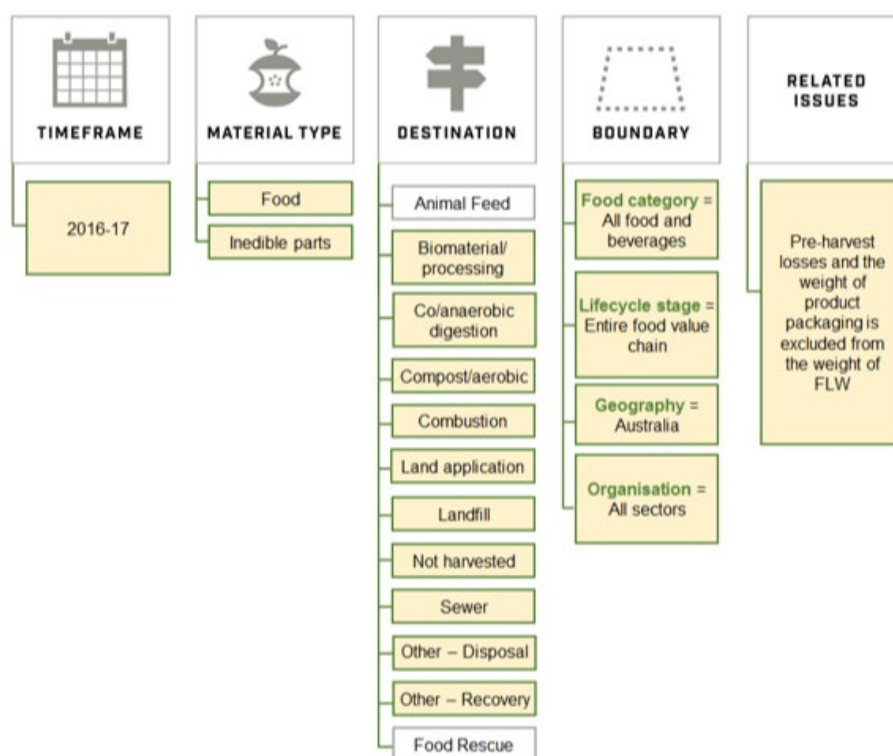 TIMEFRAME
2016-17
MATERIAL TYPE
Food
Inedible parts
DESTINATION
Animal Feed
Biomaterial/
processing
Co/anaerobic
digestion
Compost/aerobic
Combustion
Land application
Landfill
Not harvested
Sewer
Other – Disposal
Other – Recovery
Food Rescue
BOUNDARY
Food category =
All food and
beverages
Lifecycle stage =
Entire food value
chain
Geography =
Australia
Organisation =
All sectors
RELATED
ISSUES
Pre-harvest
losses and the
weight of
product
packaging is
excluded from
the weight of
FLW